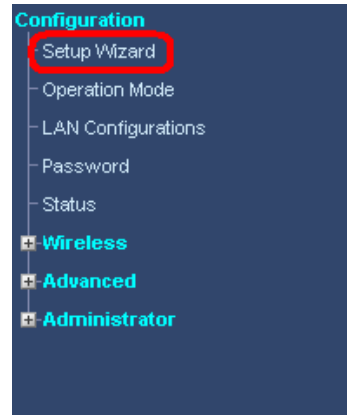 Configuration
Setup Wizard
Operation Mode
LAN Configurations
Password
Status
Wireless
Advanced
Administrator